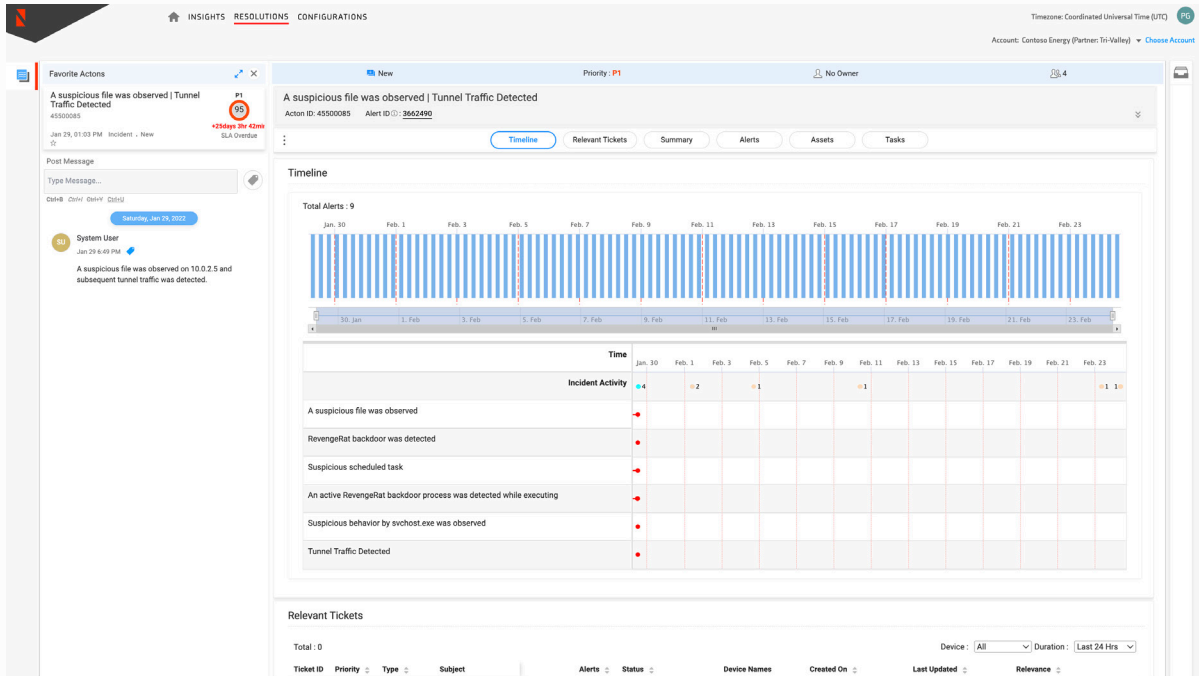 INSIGHTS RESOLUTIONS CONFIGURATIONS
Timezone: Coordinated Universal Time (UTC)
PG
Account: Contoso Energy (Partner: Tri-Valley) Choose Account
Favorite Actons
A suspicious file was observed | Tunnel
Traffic Detected
45500085
P1
95
+25days 3hr 42min
SLA Overdue
Jan 29, 01:03 PM Incident . New
Post Message
Type Message...
Ctrl+B Ctrl+I Ctrl+V Ctrl+U
Saturday, Jan 29, 2022
SU
System User
Jan 29 6:49 PM
A suspicious file was observed on 10.0.2.5 and
subsequent tunnel traffic was detected.
New
Priority : P1
No Owner
4
A suspicious file was observed | Tunnel Traffic Detected
Acton ID: 45500085 Alert ID : 3662490
Timeline Relevant Tickets Summary Alerts Assets Tasks
Timeline
Total Alerts : 9
Jan. 30 Feb. 1 Feb. 3 Feb. 5 Feb. 7 Feb. 9 Feb. 11 Feb. 13 Feb. 15 Feb. 17 Feb. 19 Feb. 21 Feb. 23
30. Jan 1. Feb 3. Feb 5. Feb 7. Feb 9. Feb 11. Feb 13. Feb 15. Feb 17. Feb 19. Feb 21. Feb 23. Feb
Time
Jan. 30 Feb. 1 Feb. 3 Feb. 5 Feb. 7 Feb. 9 Feb. 11 Feb. 13 Feb. 15 Feb. 17 Feb. 19 Feb. 21 Feb. 23
Incident Activity 4 2 1 1 1 1
A suspicious file was observed
RevengeRat backdoor was detected
Suspicious scheduled task
An active RevengeRat backdoor process was detected while executing
Suspicious behavior by svchost.exe was observed
Tunnel Traffic Detected
Relevant Tickets
Total : 0
Device : All Duration : Last 24 Hrs
Ticket ID Priority Type Subject Alerts Status Device Names Created On Last Updated Relevance